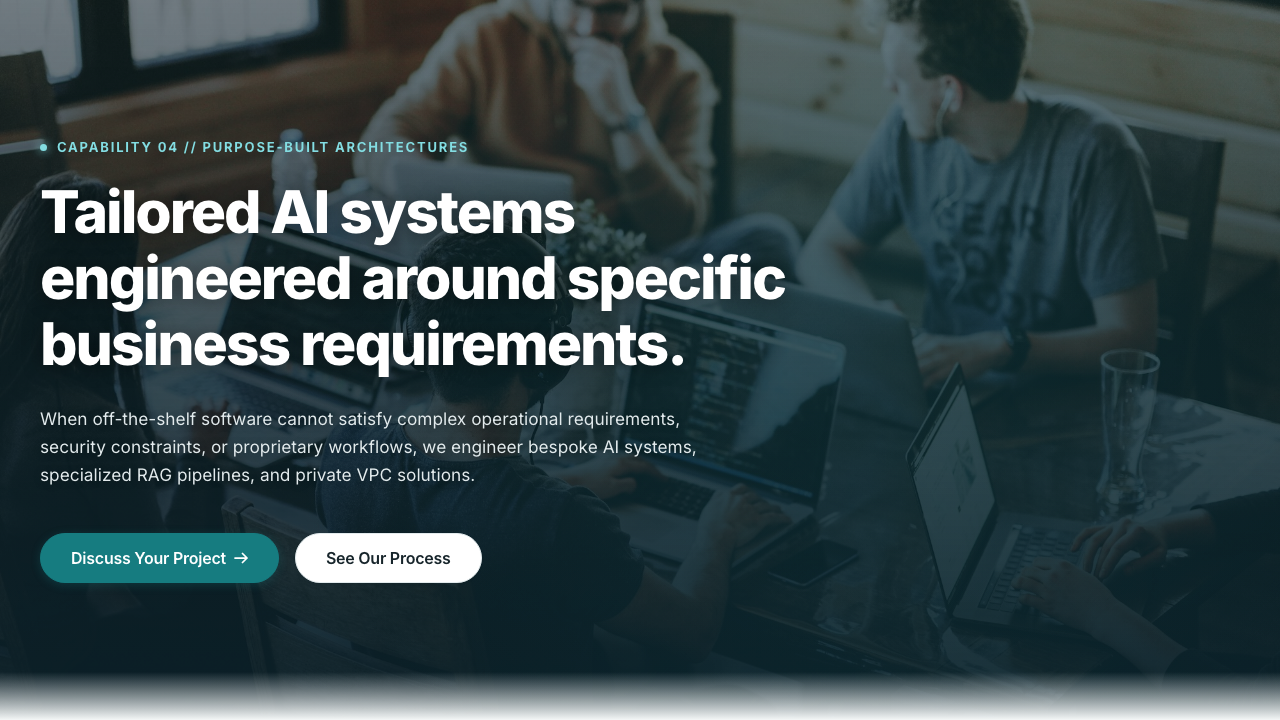 CAPABILITY 04 // PURPOSE-BUILT ARCHITECTURES
Tailored AI systems
engineered around specific
business requirements.
When off-the-shelf software cannot satisfy complex operational requirements,
security constraints, or proprietary workflows, we engineer bespoke AI systems,
specialized RAG pipelines, and private VPC solutions.
Discuss Your Project →
See Our Process